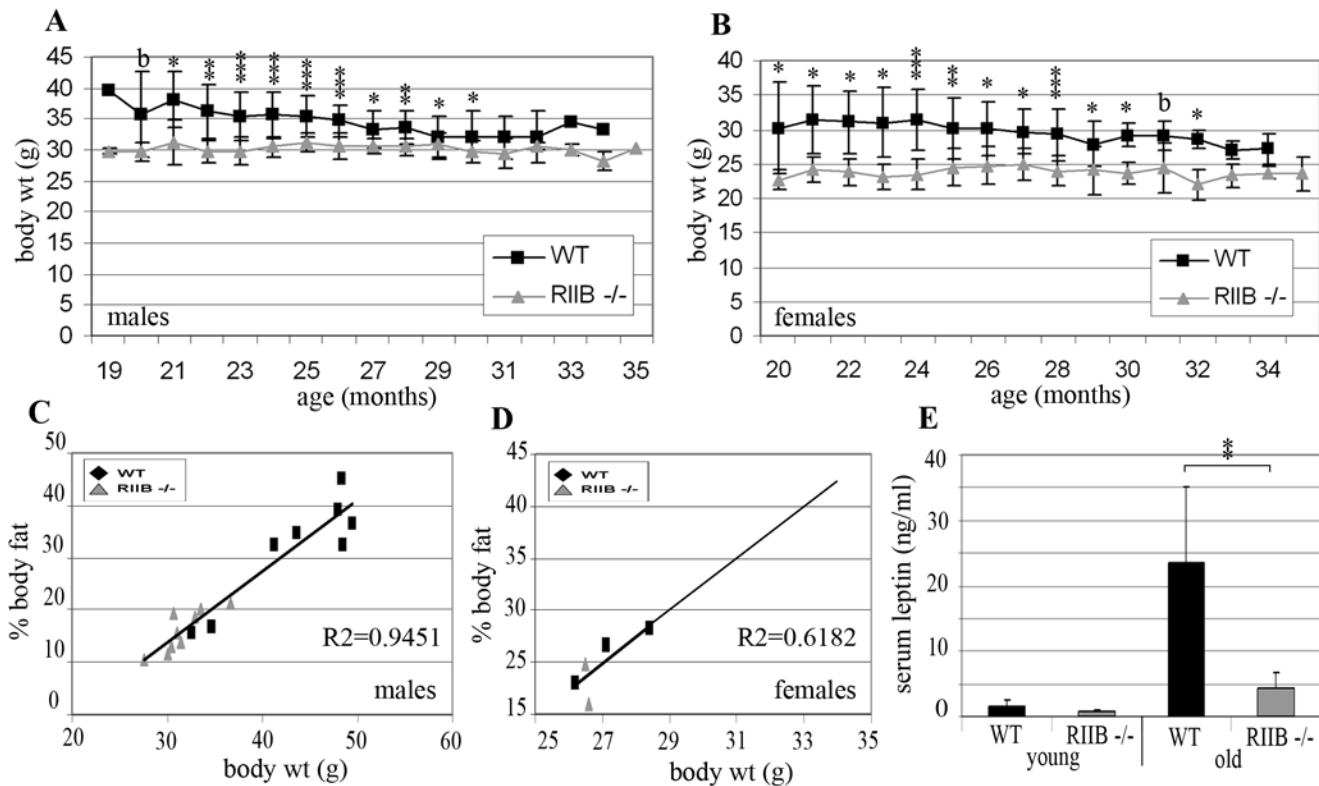 A
body wt (g)
45
40
35
30
25
20
15
10
5
0
b * ** *** *** *** *** * ** * *
WT
RIIB -/-
males
19 21 23 25 27 29 31 33 35
age (months)
B
body wt (g)
45
40
35
30
25
20
15
10
5
0
* * * * *** ** * * *** * * b *
WT
RIIB -/-
females
20 22 24 26 28 30 32 34
age (months)
C
% body fat
50
40
30
20
10
0
WT
RIIB -/-
R2=0.9451
males
20 30 40 50 60
body wt (g)
D
% body fat
45
43
35
28
25
15
WT
RIIB -/-
R2=0.6182
females
25 27 29 31 33 35
body wt (g)
E
serum leptin (ng/ml)
40
30
20
10
0
**
WT RIIB -/- WT RIIB -/-
young old